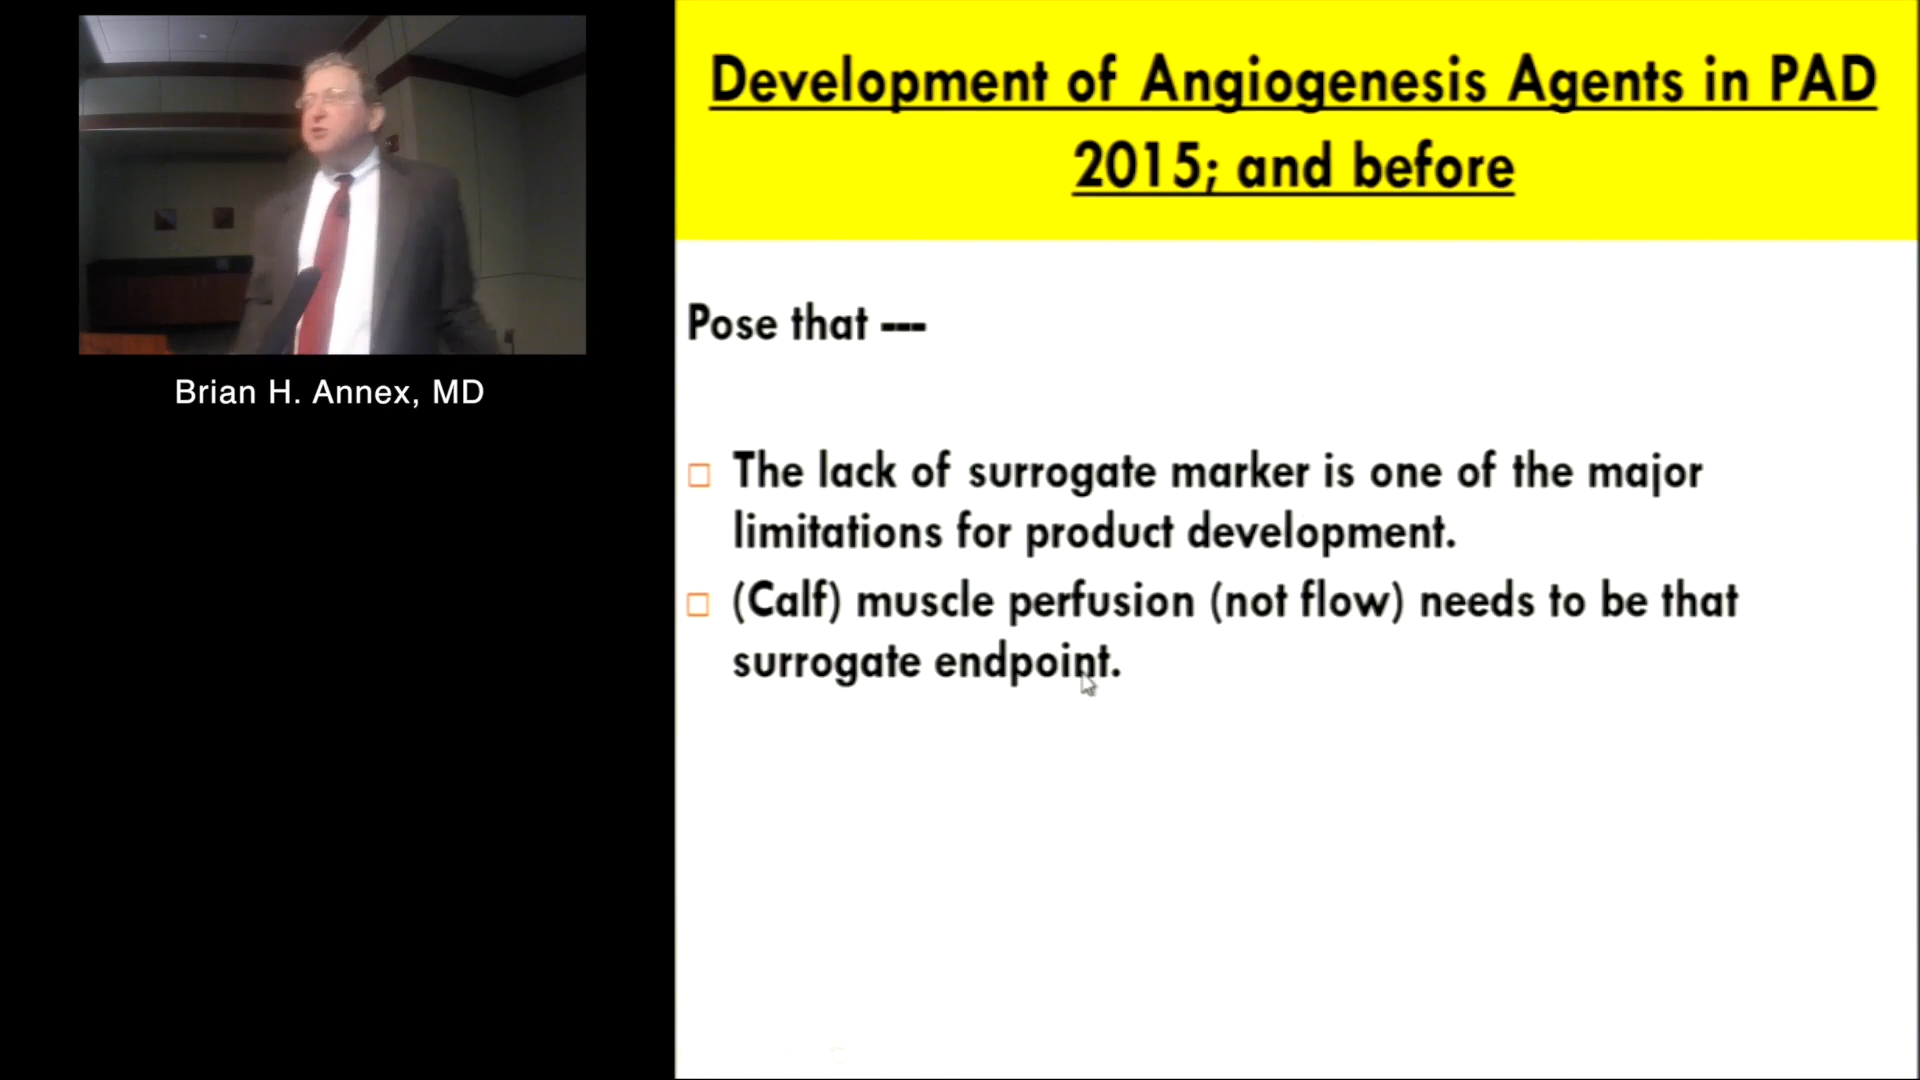 Development of Angiogenesis Agents in PAD
2015; and before
Pose that ---
The lack of surrogate marker is one of the major
limitations for product development.
(Calf) muscle perfusion (not flow) needs to be that
surrogate endpoint.
Brian H. Annex, MD